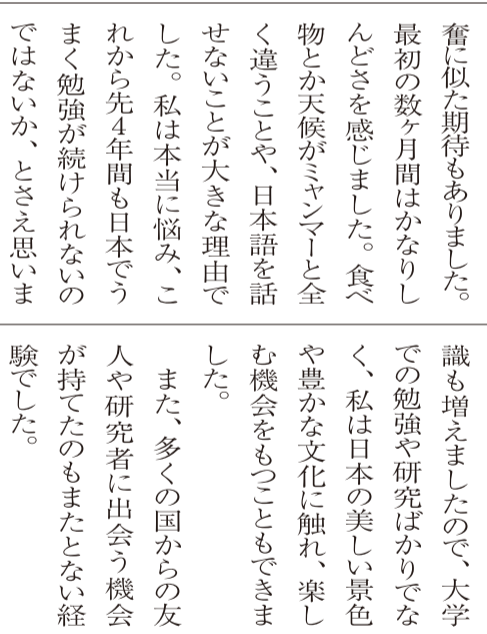 奮に似た期待もありました。
最初の数ヶ月間はかなりし
んどさを感じました。食べ
物とか天候がミャンマーと全
く違うことや、日本語を話
せないことが大きな理由で
した。私は本当に悩み、こ
れから先4年間も日本でう
まく勉強が続けられないの
ではないか、とさえ思いま
識も増えましたので、大学
での勉強や研究ばかりでな
く、私は日本の美しい景色
や豊かな文化に触れ、楽し
む機会をもつこともできま
した。
また、多くの国からの友
人や研究者に出会う機会
が持てたのもまたとない経
験でした。